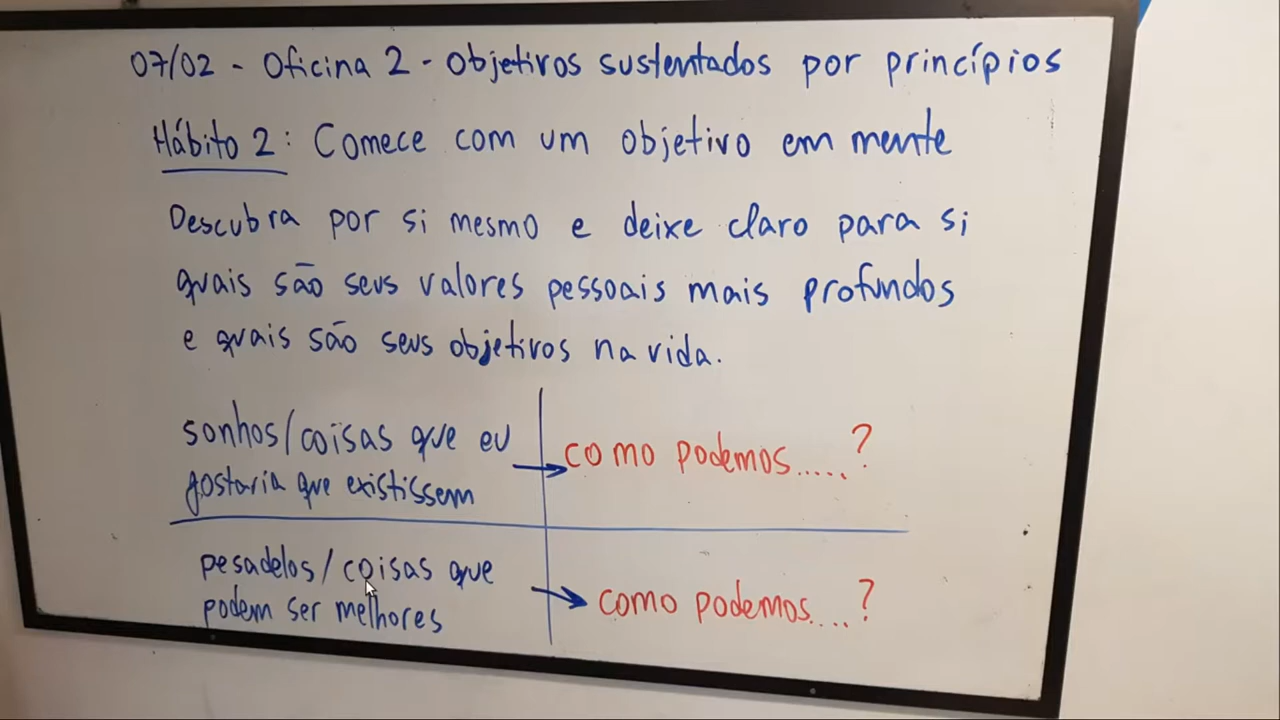 07/02 - Oficina 2 - Objetivos sustentados por princípios
Hábito 2: Comece com um objetivo em mente
Descubra por si mesmo e deixe claro para si
quais são seus valores pessoais mais profundos
e quais são seus objetivos na vida.
sonhos/coisas que eu
gostaria que existissem
como podemos.....?
pesadelos/coisas que
podem ser melhores
como podemos....?